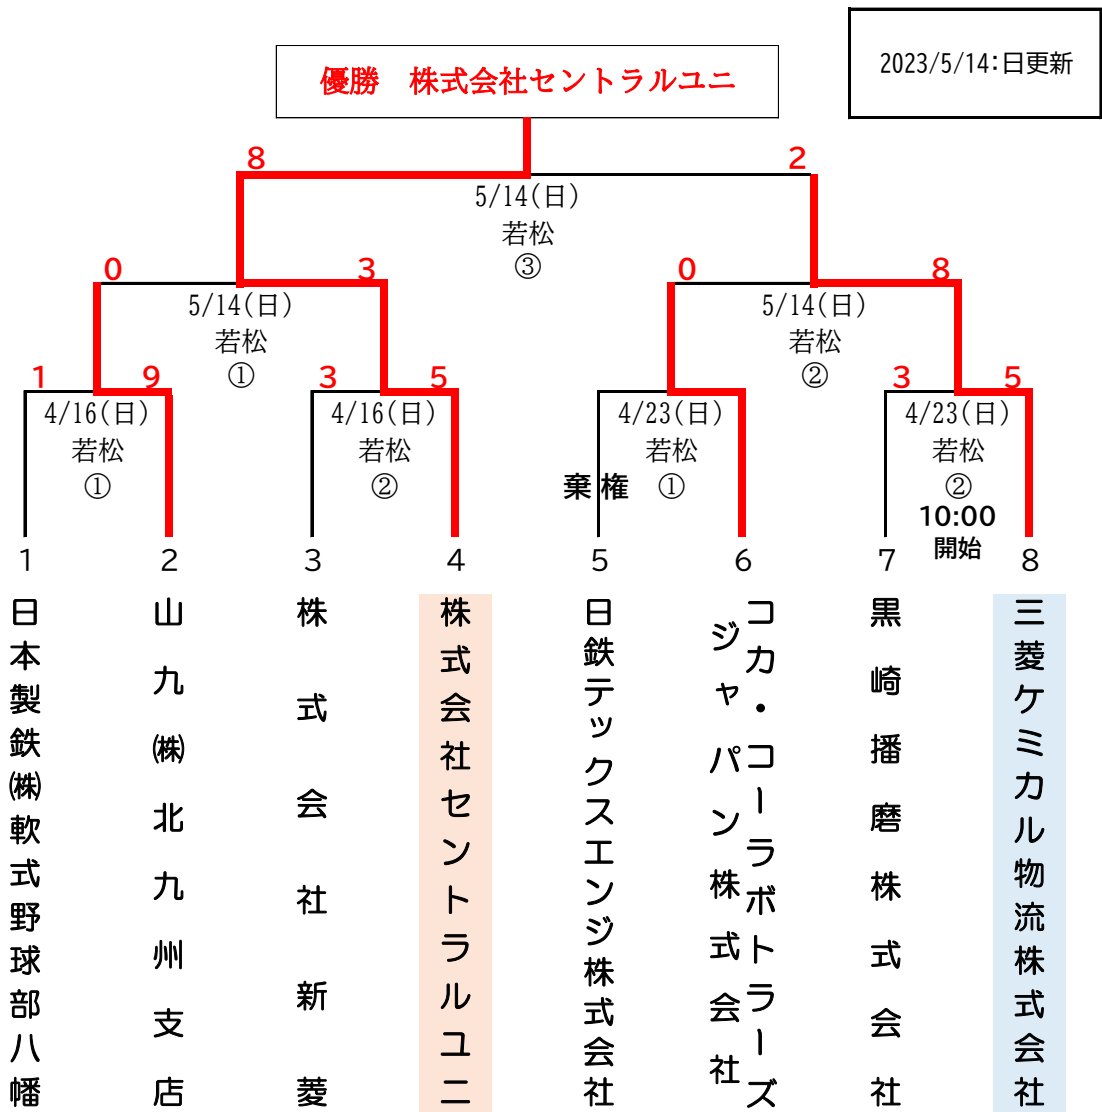 2023/5/14:日更新
優勝　株式会社セントラルユニ
8
2
5/14(日)
若松
③
0
3
0
8
5/14(日)
若松
①
5/14(日)
若松
②
1
9
3
5
3
5
4/16(日)
若松
①
4/16(日)
若松
②
4/23(日)
若松
①
4/23(日)
若松
②
棄権
10:00
開始
1
2
3
4
5
6
7
8
日本製鉄㈱軟式野球部八幡
山九㈱北九州支店
株式会社新菱
株式会社セントラルユニ
日鉄テックスエンジ株式会社
コカ・コーラボトラーズ
ジャパン株式会社
黒崎播磨株式会社
三菱ケミカル物流株式会社